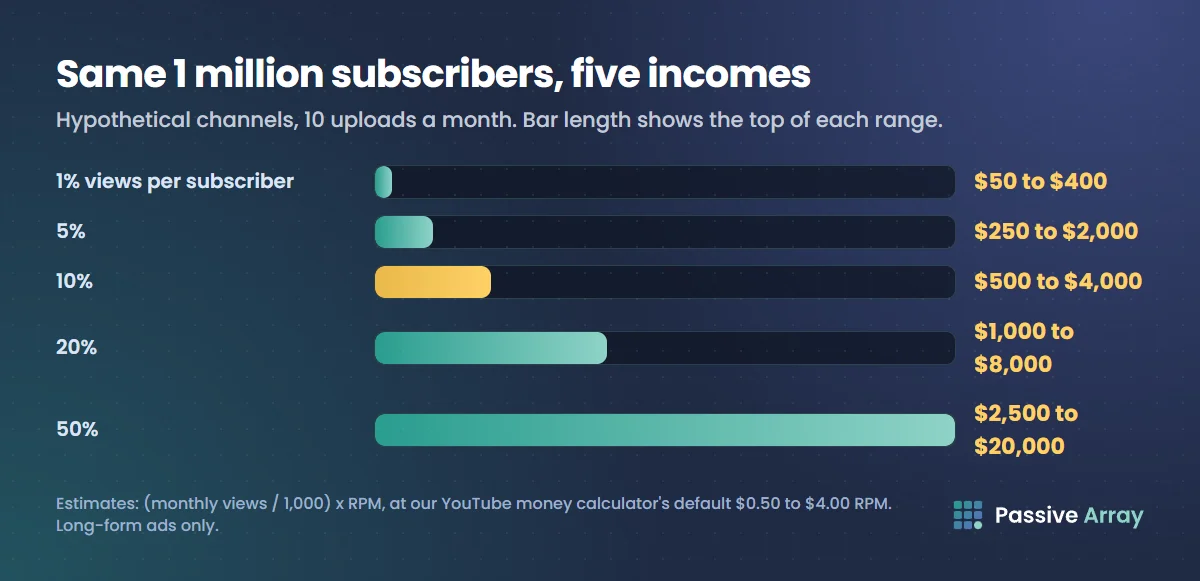 Same 1 million subscribers, five incomes
Hypothetical channels, 10 uploads a month. Bar length shows the top of each range.
1% views per subscriber
$50 to $400
5%
$250 to $2,000
10%
$500 to $4,000
20%
$1,000 to
$8,000
50%
$2,500 to
$20,000
Estimates: (monthly views / 1,000) x RPM, at our YouTube money calculator's default $0.50 to $4.00 RPM.
Long-form ads only.
Passive Array